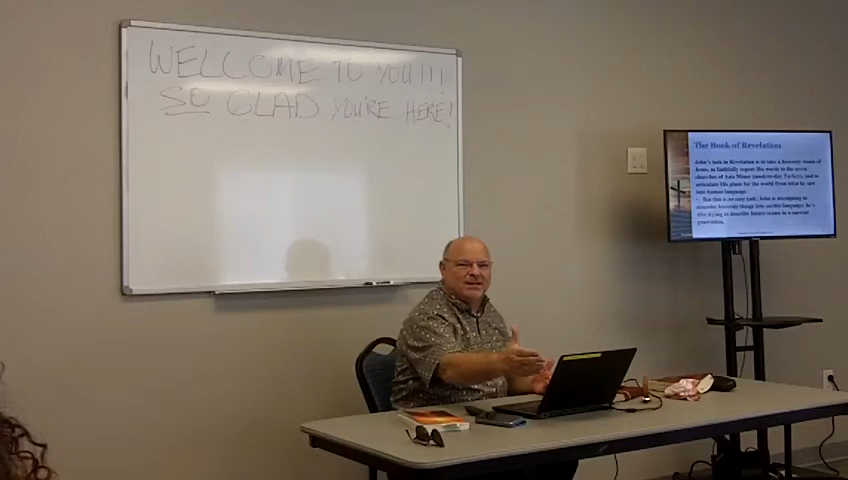 WELCOME TO YOU!!!
SO GLAD YOU'RE HERE!
The Book of Revelation
John's task in Revelation is to take a heavenly vision of
Jesus, to faithfully report His words to the seven
churches of Asia Minor (modern-day Turkey), and to
articulate His plans for the world from what he saw
into human language.
But this is no easy task; John is attempting to
describe heavenly things into earthly language; he's
also trying to describe future events to a current
generation.